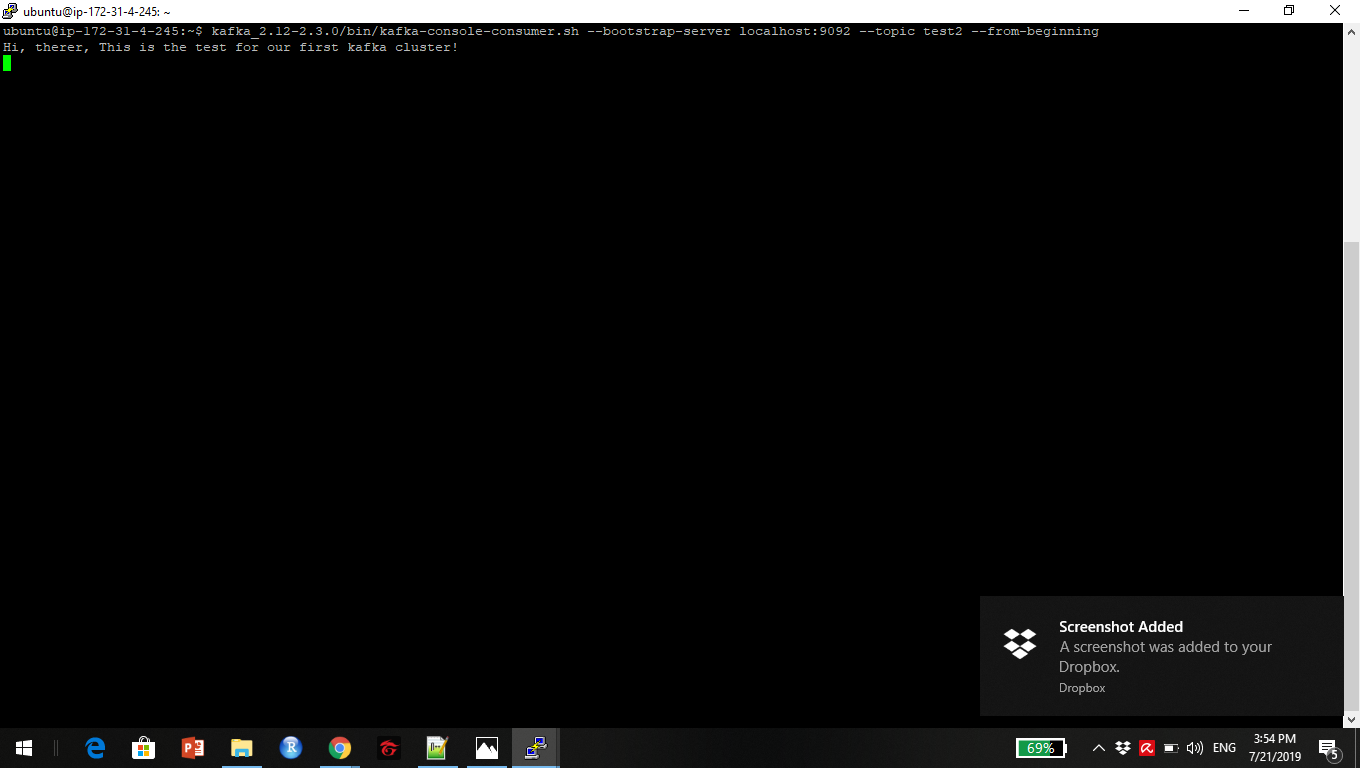 ubuntu@ip-172-31-4-245: ~
ubuntu@ip-172-31-4-245:~$ kafka_2.12-2.3.0/bin/kafka-console-consumer.sh --bootstrap-server localhost:9092 --topic test2 --from-beginning
Hi, therer, This is the test for our first kafka cluster!
Screenshot Added
A screenshot was added to your
Dropbox.
Dropbox
69%
ENG
3:54 PM
7/21/2019
5